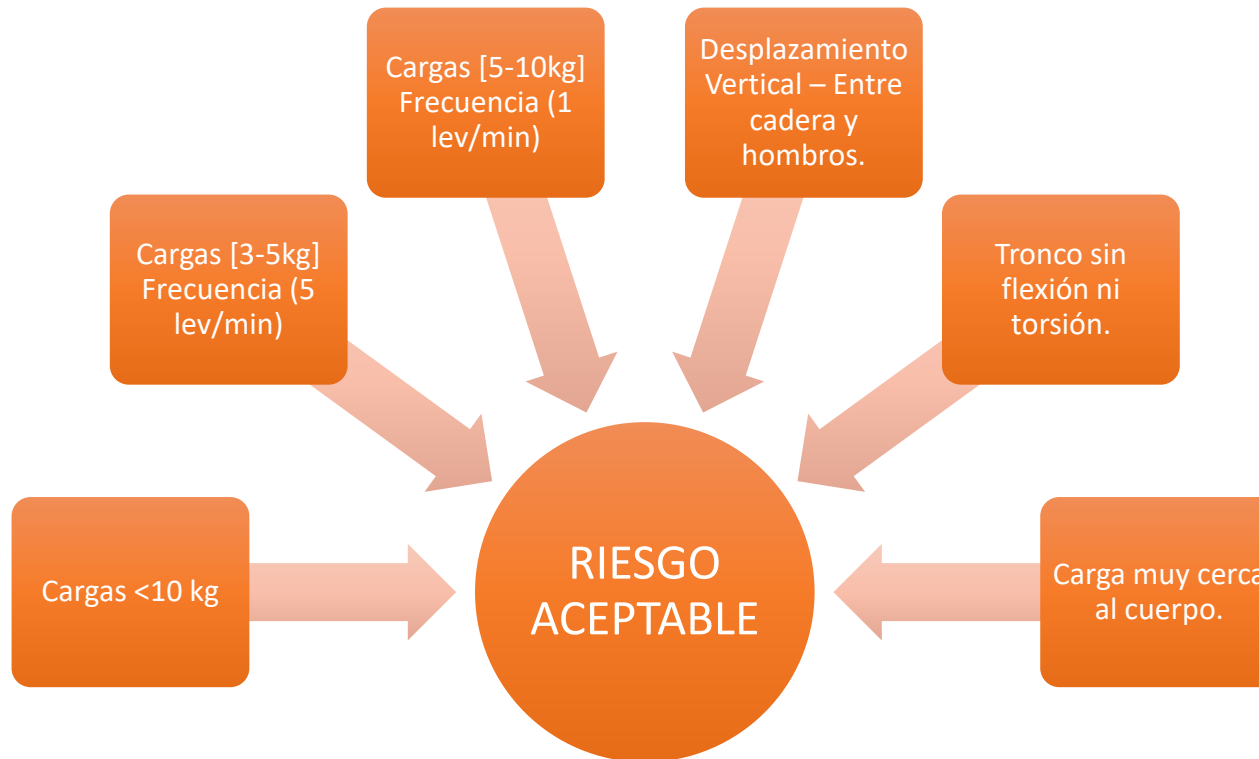 Cargas <10 kg
Cargas [3-5kg]
Frecuencia (5
lev/min)
Cargas [5-10kg]
Frecuencia (1
lev/min)
Desplazamiento
Vertical – Entre
cadera y
hombros.
Tronco sin
flexión ni
torsión.
Carga muy cerca
al cuerpo.
RIESGO
ACEPTABLE